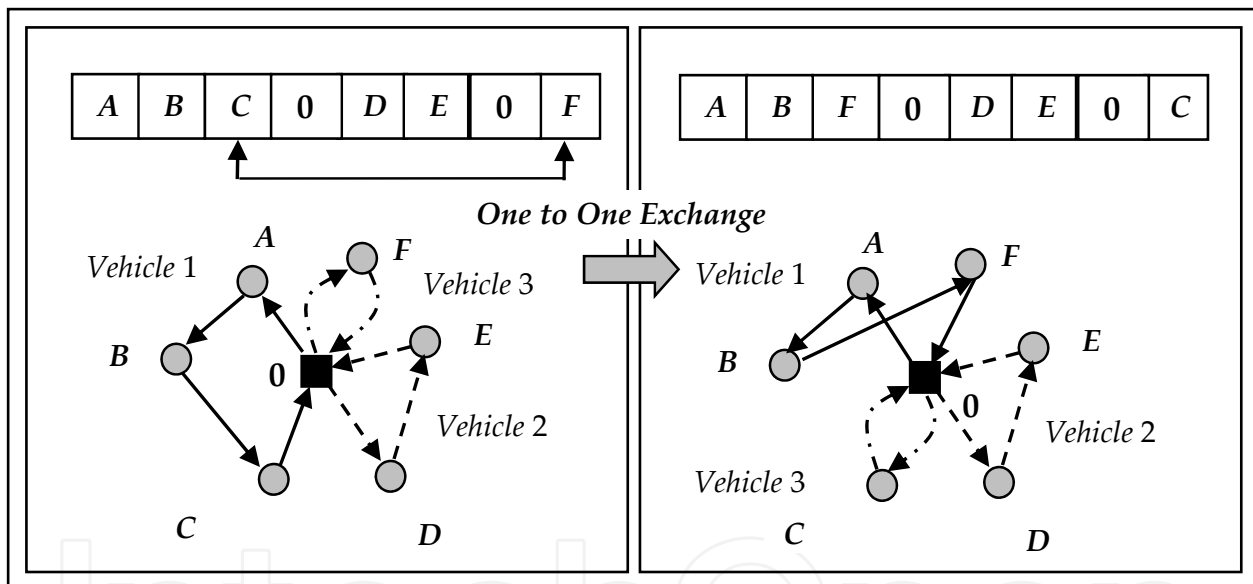 A B C 0 D E 0 F
A B F 0 D E 0 C
One to One Exchange
A
F
Vehicle 1
Vehicle 3
B
E
0
Vehicle 2
C
D
A
F
Vehicle 1
B
E
0
Vehicle 2
Vehicle 3
C
D